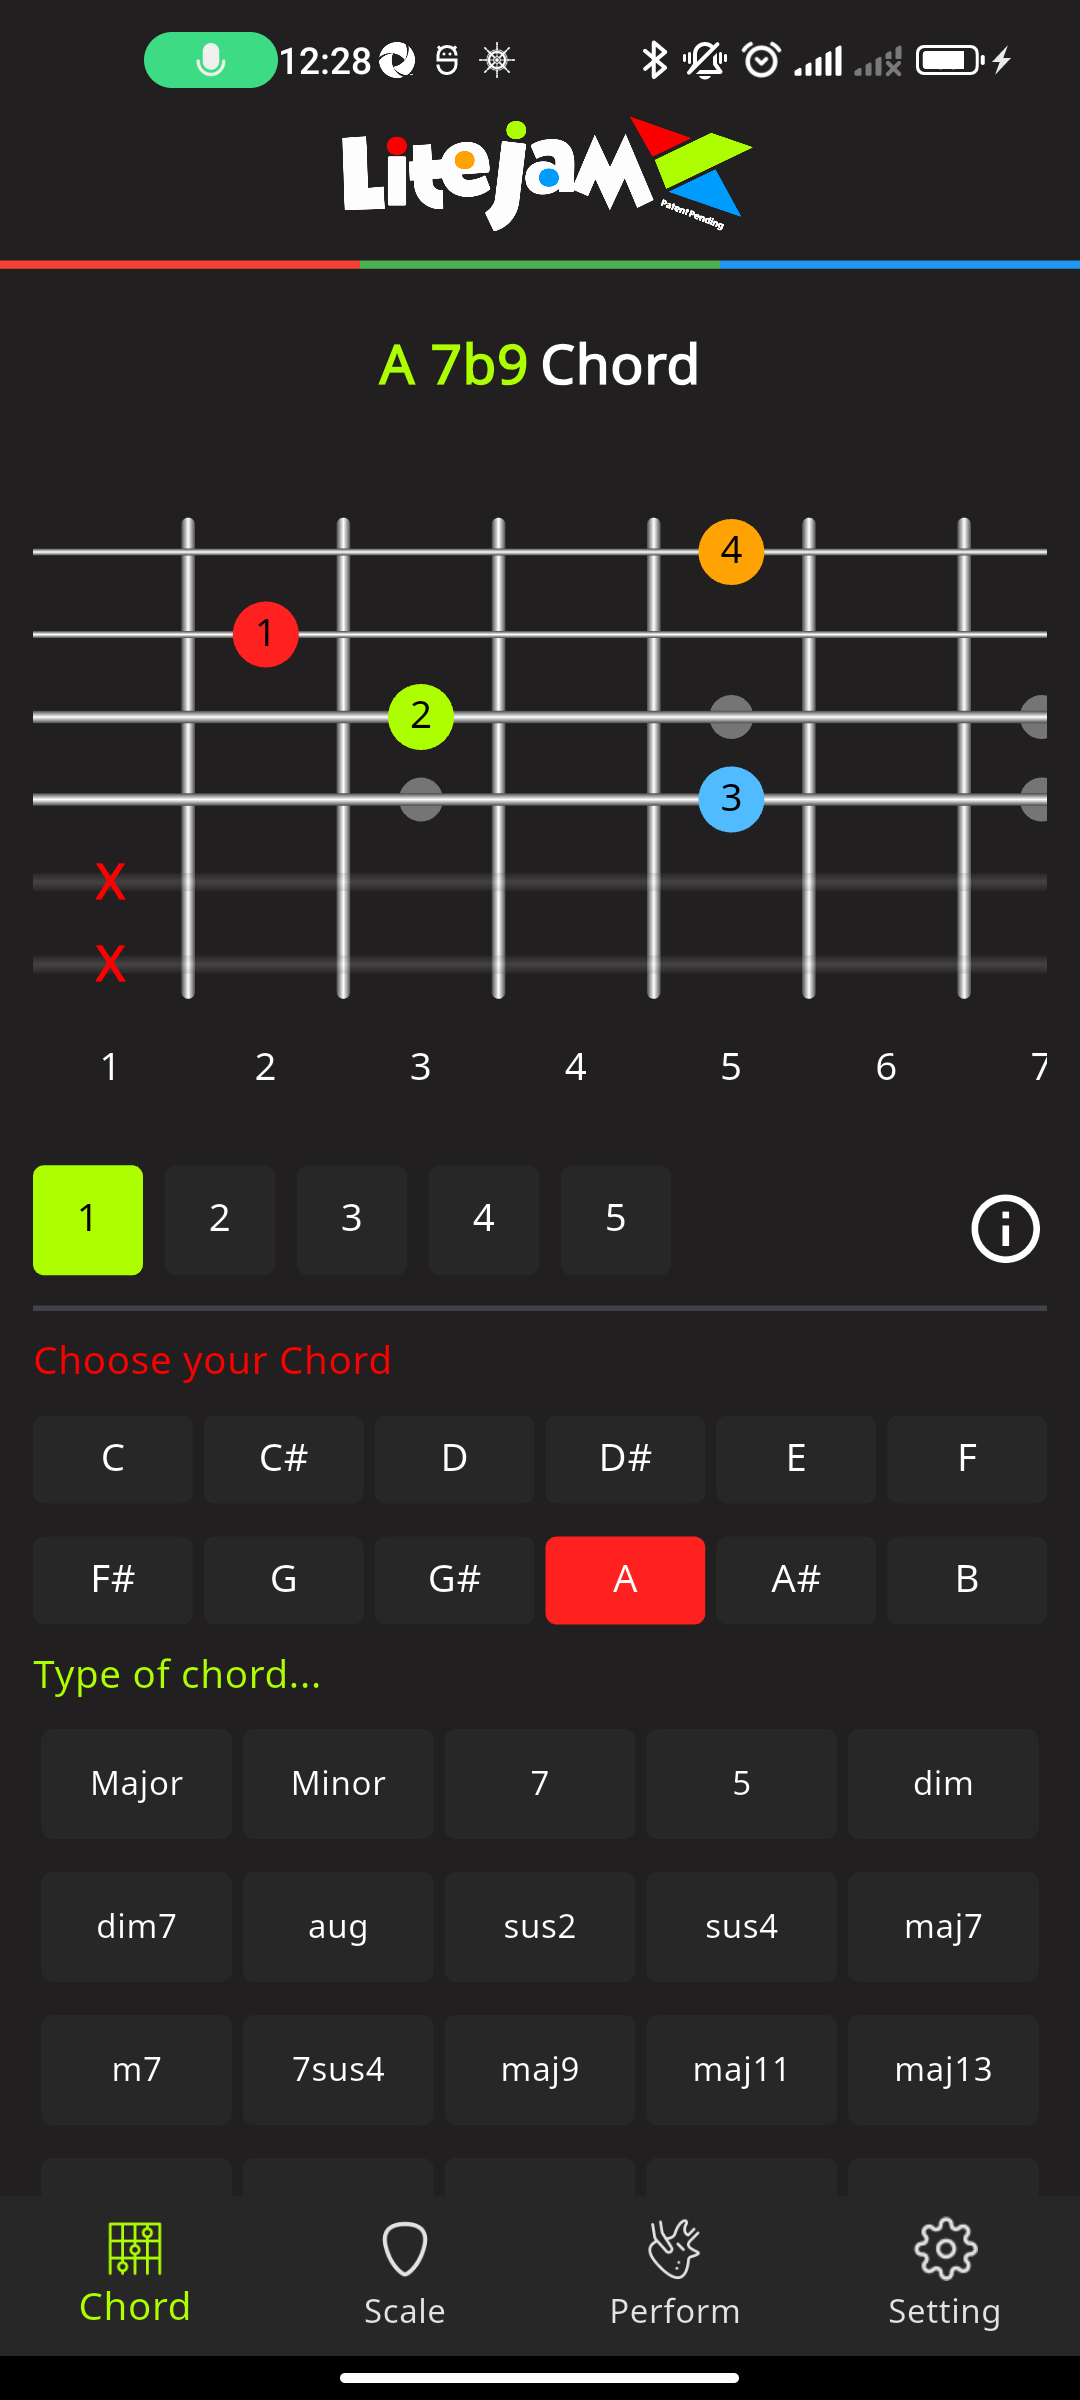 12:28
Litejam
Patent Pending
A 7b9 Chord
4
1
2
3
X
X
1 2 3 4 5 6 7
1 2 3 4 5
Choose your Chord
C C# D D# E F
F# G G# A A# B
Type of chord...
Major Minor 7 5 dim
dim7 aug sus2 sus4 maj7
m7 7sus4 maj9 maj11 maj13
Chord Scale Perform Setting